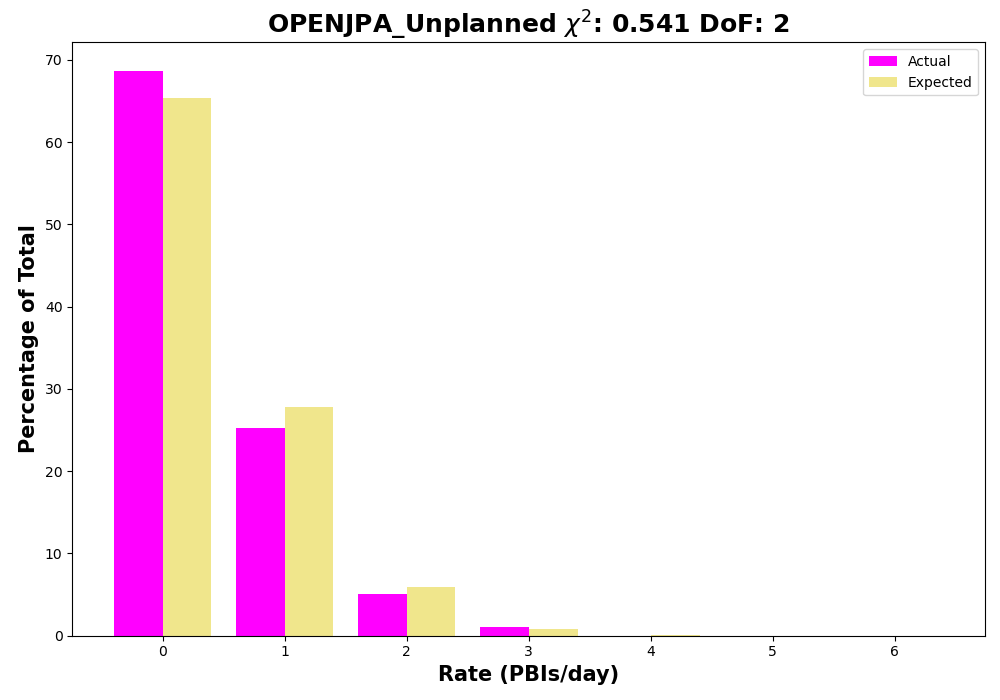 OPENJPA_Unplanned χ²: 0.541 DoF: 2
Actual
Expected
70
60
50
40
30
20
10
0
Percentage of Total
0 1 2 3 4 5 6
Rate (PBIs/day)